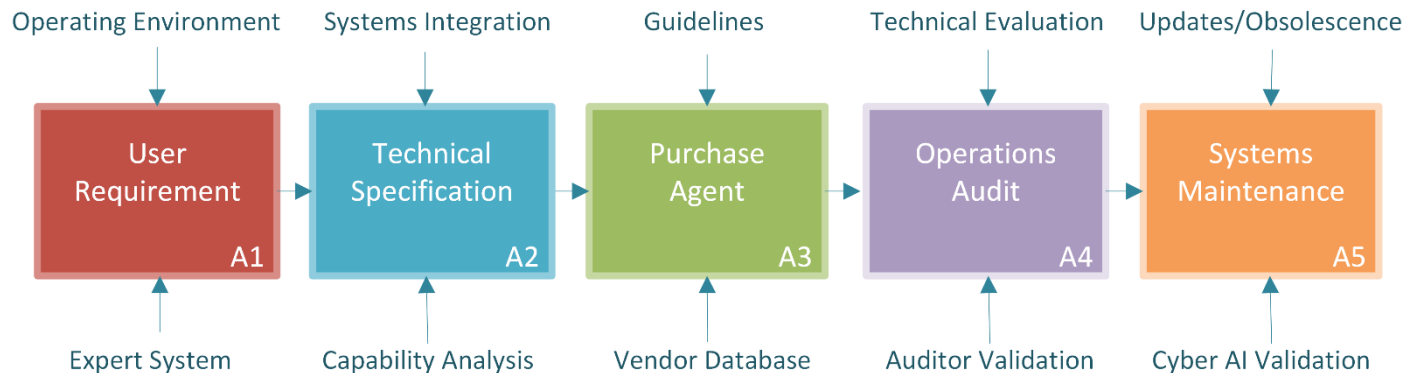 Operating Environment
Systems Integration
Guidelines
Technical Evaluation
Updates/Obsolescence
User
Requirement
A1
Technical
Specification
A2
Purchase
Agent
A3
Operations
Audit
A4
Systems
Maintenance
A5
Expert System
Capability Analysis
Vendor Database
Auditor Validation
Cyber AI Validation